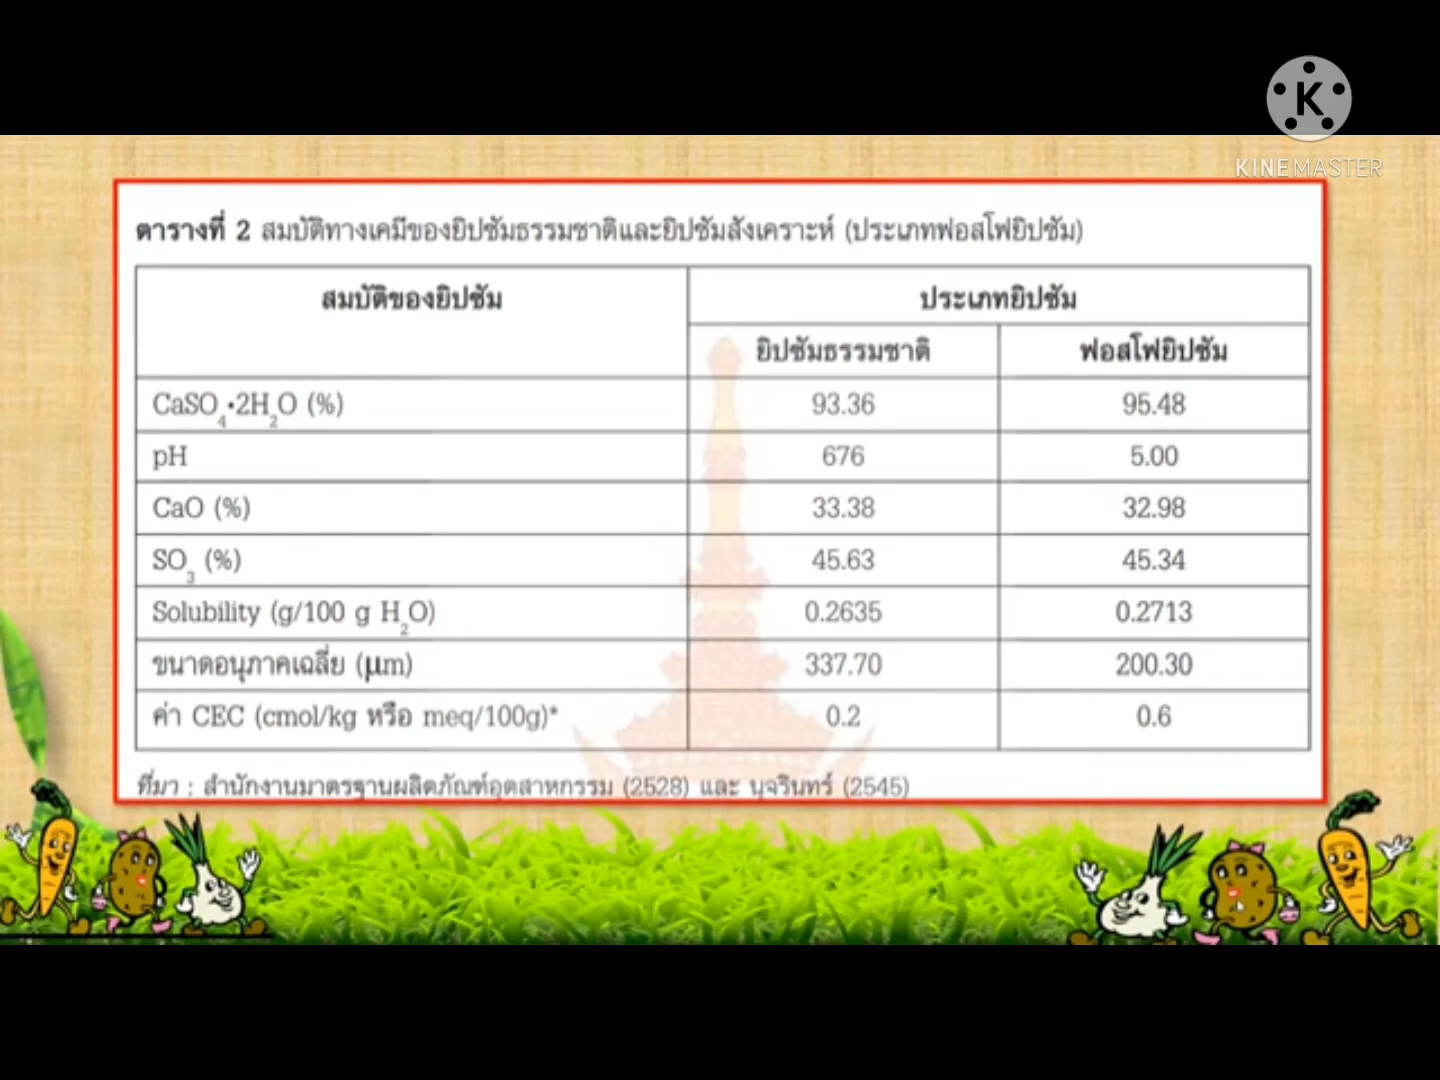 K
KINEMASTER
ตารางที่ 2 สมบัติทางเคมีของยิปซัมธรรมชาติและยิปซัมสังเคราะห์ (ประเภทฟอสโฟยิปซัม)
สมบัติของยิปซัม ประเภทยิปซัม
ยิปซัมธรรมชาติ ฟอสโฟยิปซัม
CaSO₄•2H₂O (%) 93.36 95.48
pH 676 5.00
CaO (%) 33.38 32.98
SO₃ (%) 45.63 45.34
Solubility (g/100 g H₂O) 0.2635 0.2713
ขนาดอนุภาคเฉลี่ย (μm) 337.70 200.30
ค่า CEC (cmol/kg หรือ meq/100g)* 0.2 0.6
ที่มา : สำนักงานมาตรฐานผลิตภัณฑ์อุตสาหกรรม (2528) และ นุจรินทร์ (2545)